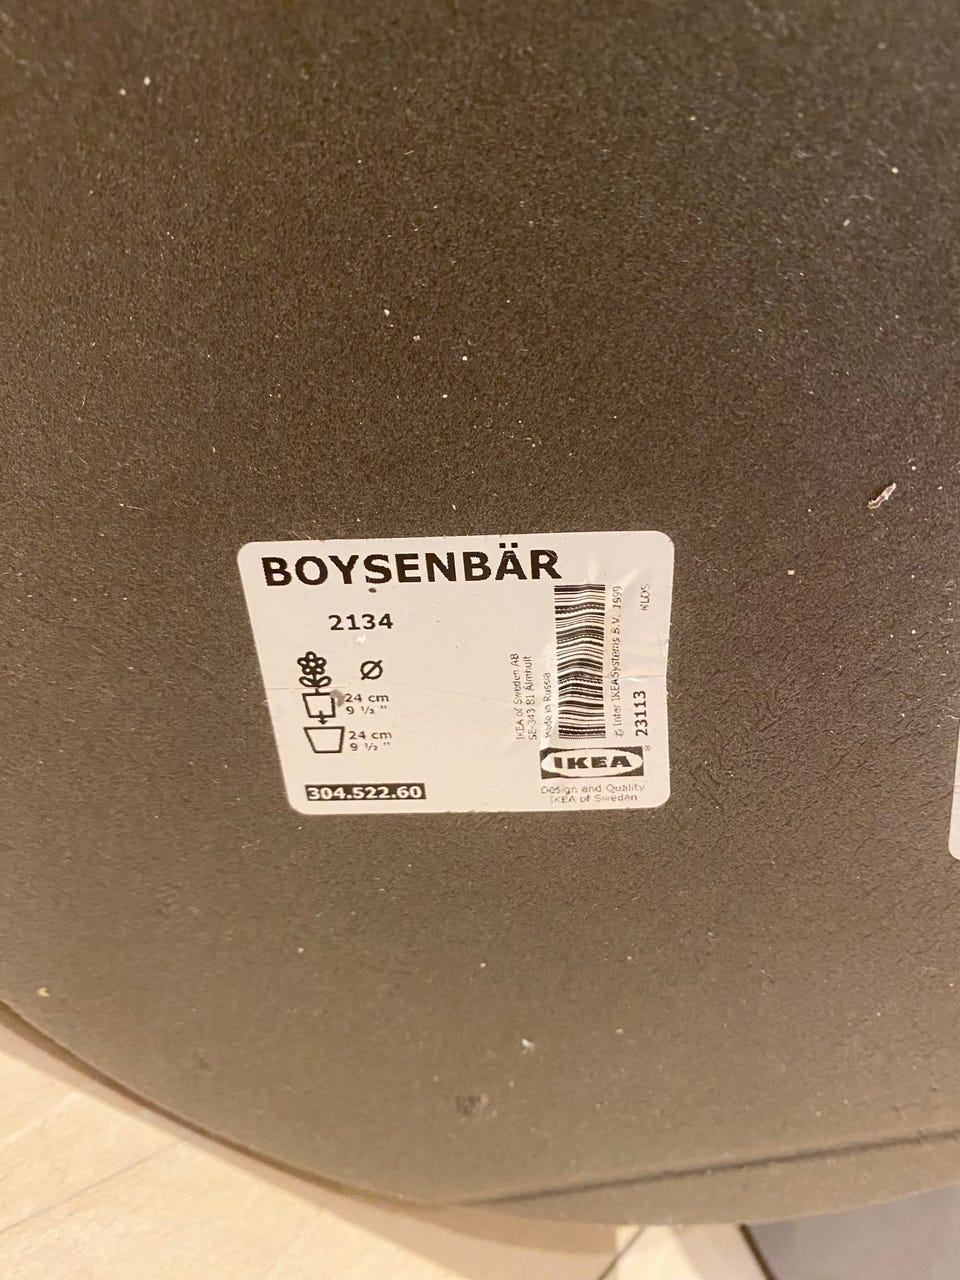 BOYSENBÄR
2134
Ø
24 cm
9 ½ "
24 cm
9 ½ "
304.522.60
IKEA of Sweden AB
SE-343 81 Älmhult
Made in Russia
© Inter IKEA Systems B.V. 1999
23113
IKEA®
Design and Quality
IKEA of Sweden